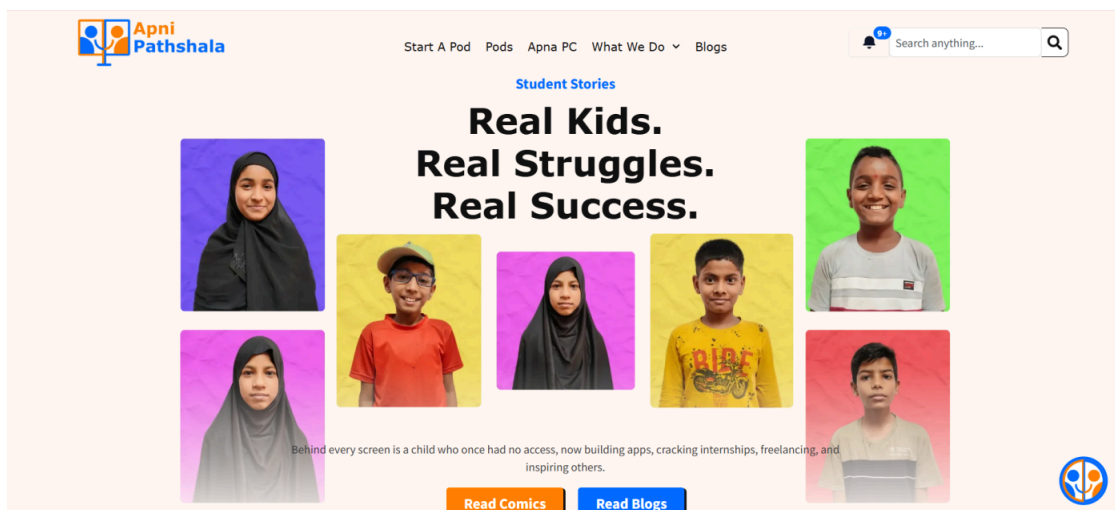 Apni
Pathshala
Start A Pod Pods Apna PC What We Do Blogs
9+
Search anything...
Student Stories
Real Kids.
Real Struggles.
Real Success.
RIDE
Behind every screen is a child who once had no access, now building apps, cracking internships, freelancing, and
inspiring others.
Read Comics Read Blogs